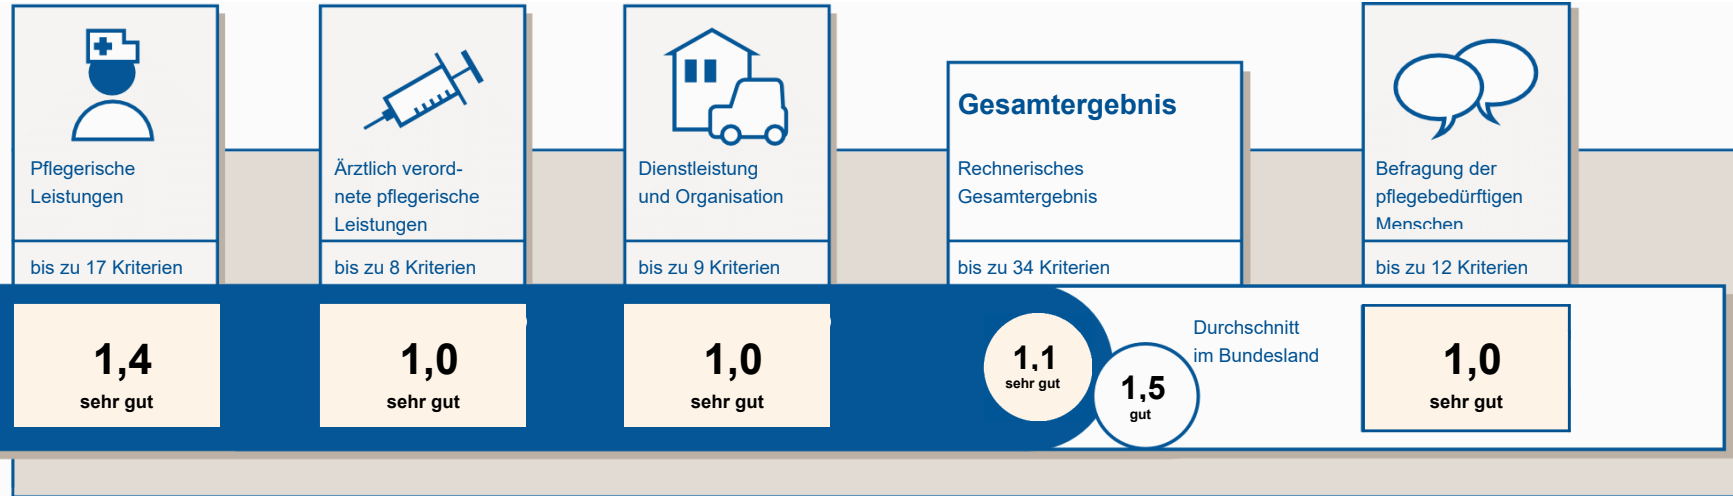 Pflegerische
Leistungen
bis zu 17 Kriterien
1,4
sehr gut
Ärztlich verord-
nete pflegerische
Leistungen
bis zu 8 Kriterien
1,0
sehr gut
Dienstleistung
und Organisation
bis zu 9 Kriterien
1,0
sehr gut
Gesamtergebnis
Rechnerisches
Gesamtergebnis
bis zu 34 Kriterien
1,1
sehr gut
1,5
gut
Durchschnitt
im Bundesland
Befragung der
pflegebedürftigen
Menschen
bis zu 12 Kriterien
1,0
sehr gut